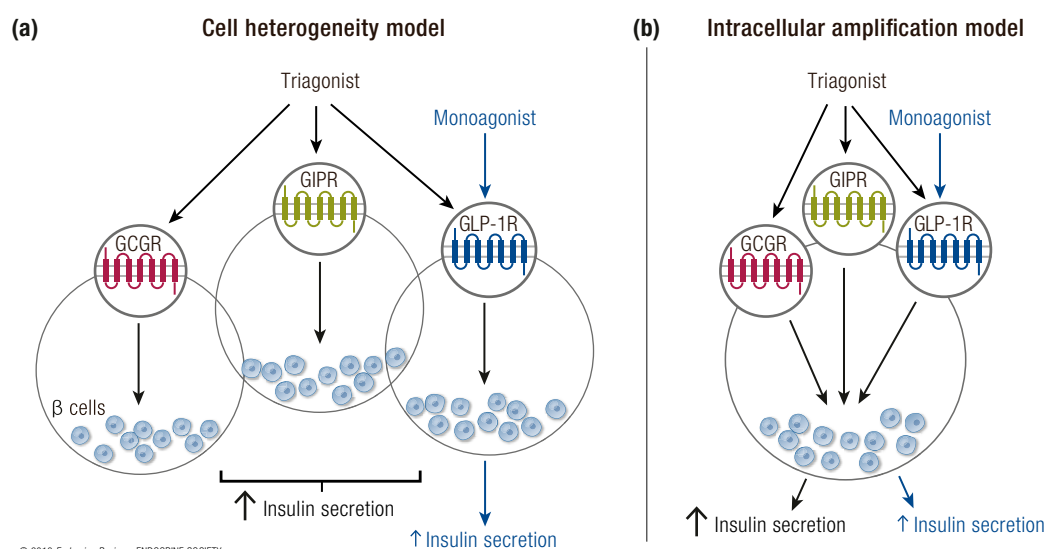 (a)
Cell heterogeneity model
Triagonist
Monoagonist
GIPR
GLP-1R
GCGR
β cells
↑ Insulin secretion
↑ Insulin secretion
(b)
Intracellular amplification model
Triagonist
Monoagonist
GIPR
GLP-1R
GCGR
↑ Insulin secretion
↑ Insulin secretion